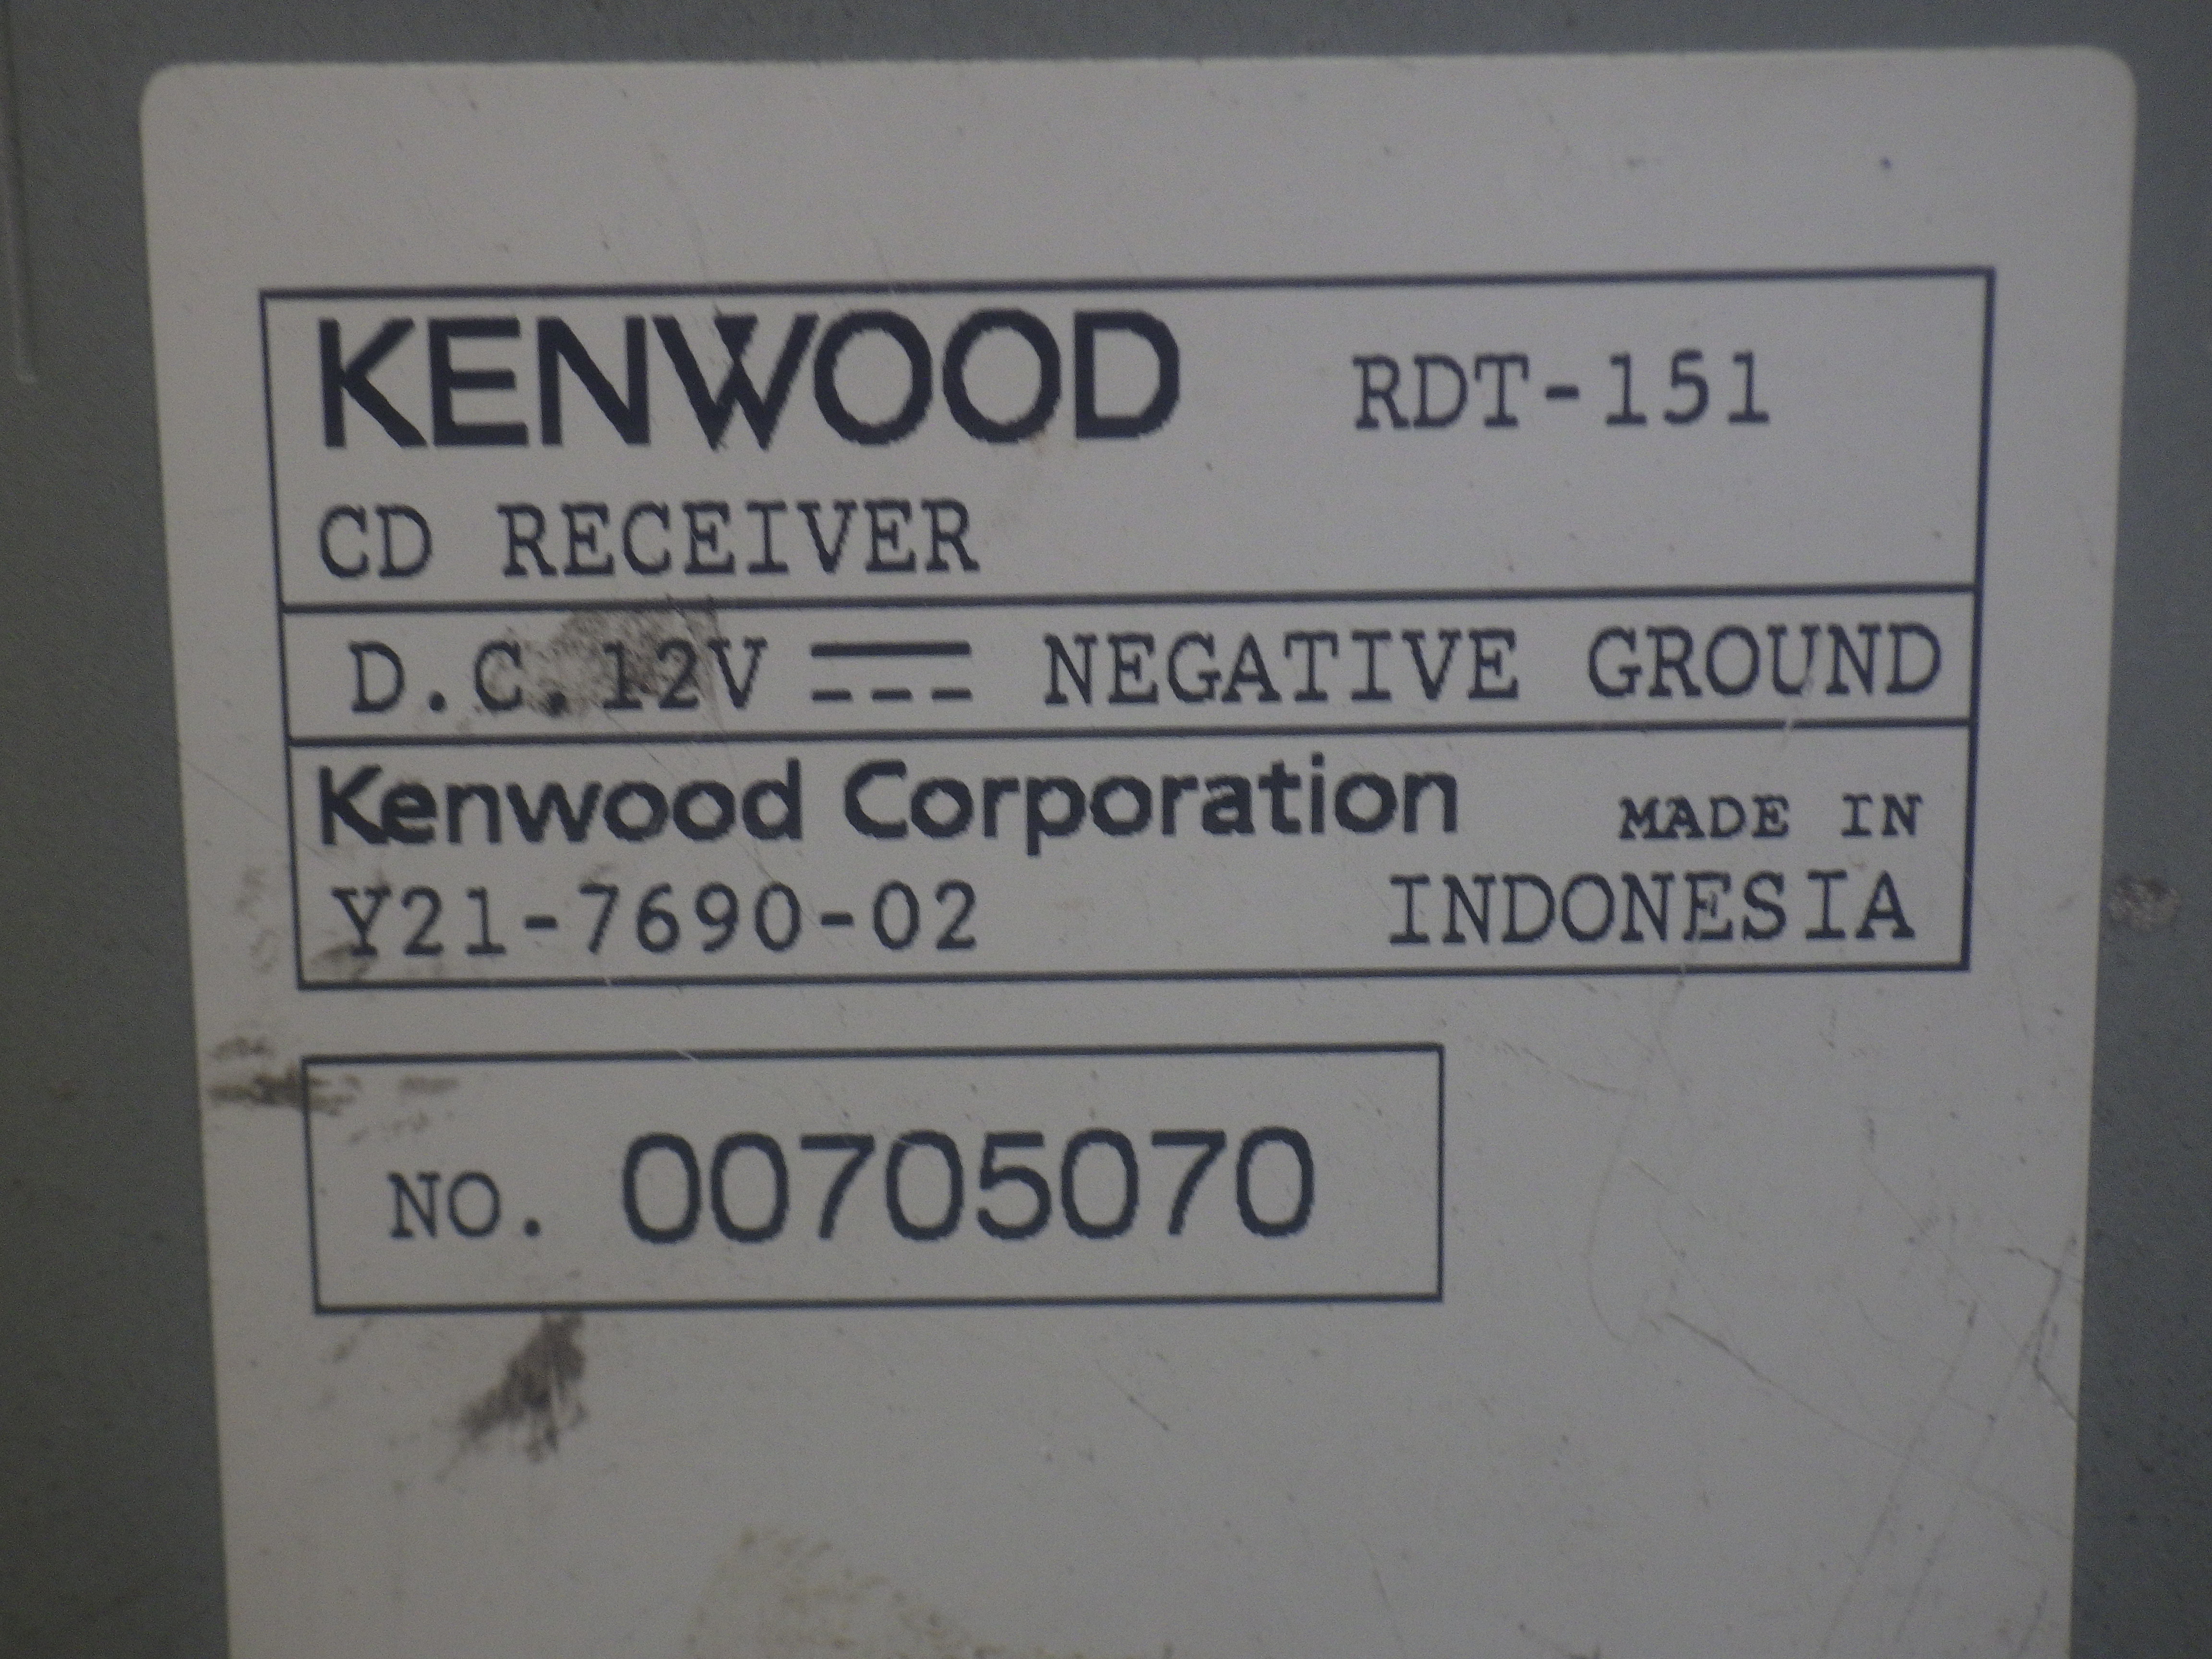 KENWOOD RDT-151
CD RECEIVER
D.C.12V ⎓ NEGATIVE GROUND
Kenwood Corporation MADE IN
Y21-7690-02 INDONESIA
NO. 00705070